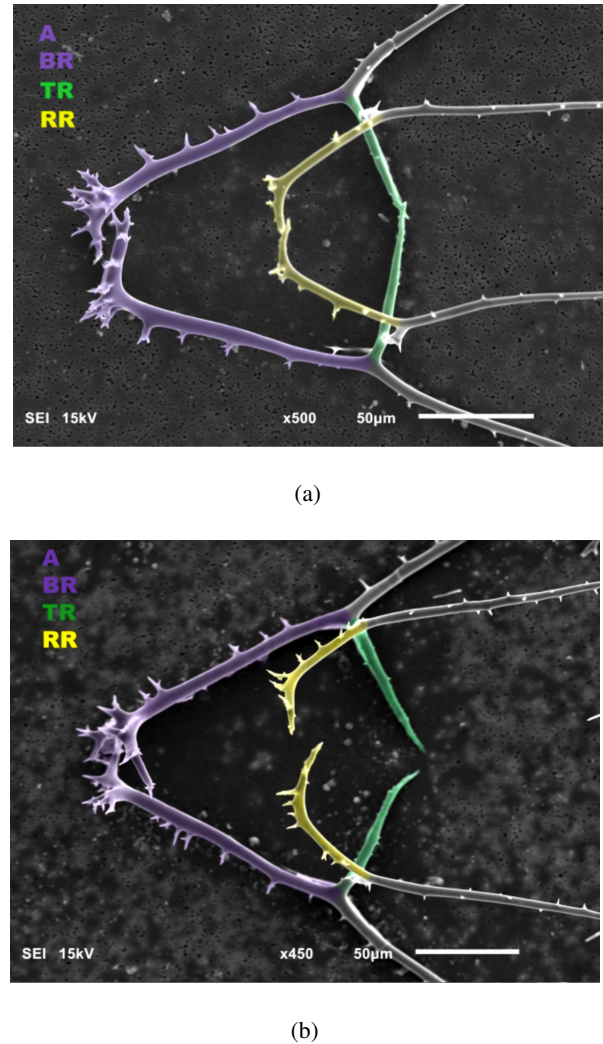 A
BR
TR
RR
SEI 15kV x500 50µm
(a)
A
BR
TR
RR
SEI 15kV x450 50µm
(b)